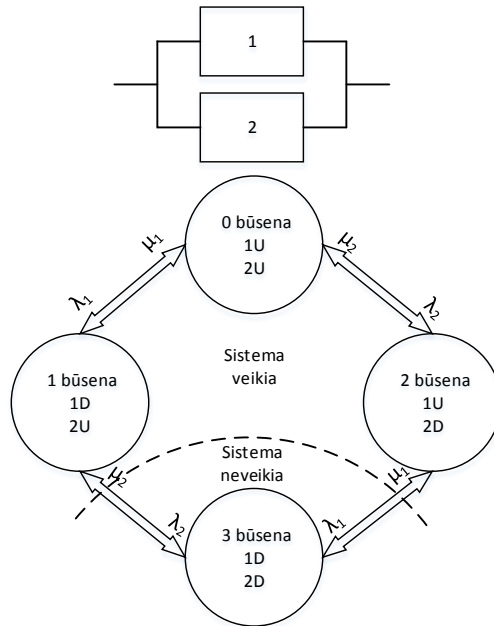 1
2
0 būsena
1U
2U
μ₁
μ₂
λ₁
λ₂
Sistema
veikia
1 būsena
1D
2U
2 būsena
1U
2D
Sistema
neveikia
μ₂
μ₁
λ₂
λ₁
3 būsena
1D
2D